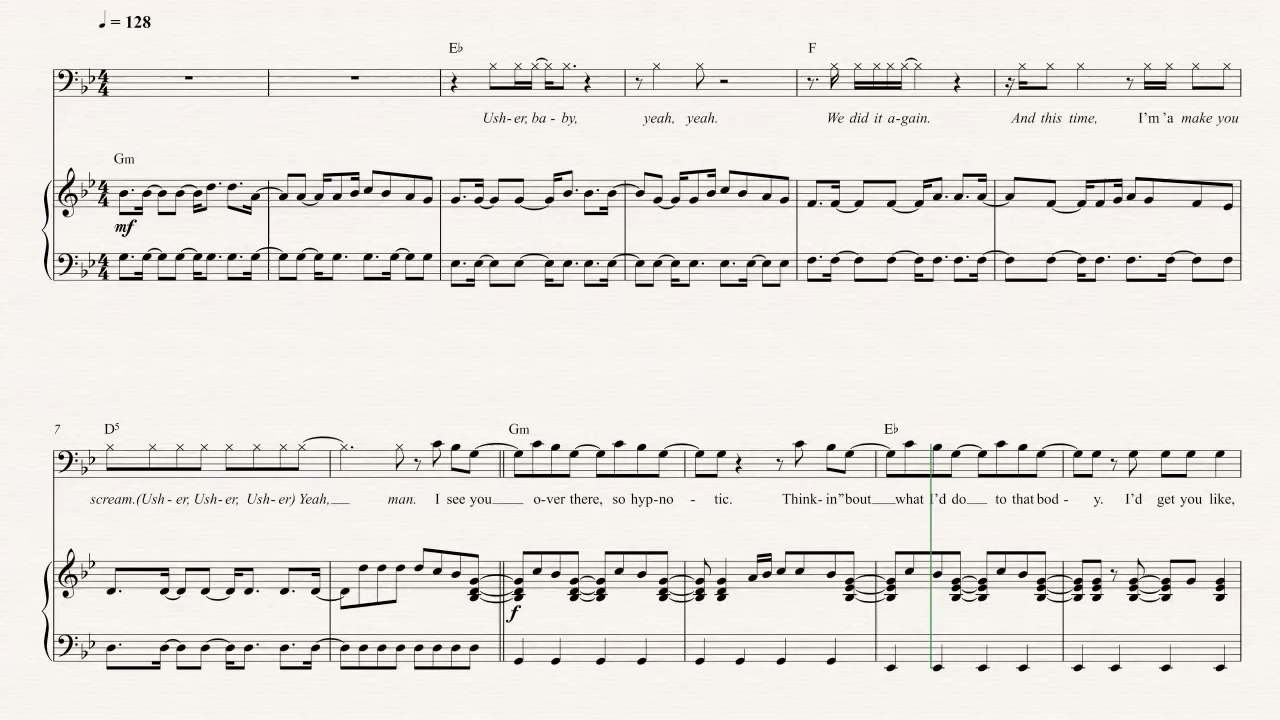 ♩ = 128
E♭ F
Ush-er, ba - by, yeah, yeah. We did it a-gain. And this time, I'm 'a make you
Gm
mf
7 D5 Gm E♭
scream.(Ush - er, Ush- er, Ush- er) Yeah, man. I see you o-ver there, so hyp-no - tic. Think- in"bout what I'd do to that bod - y. I'd get you like,
f